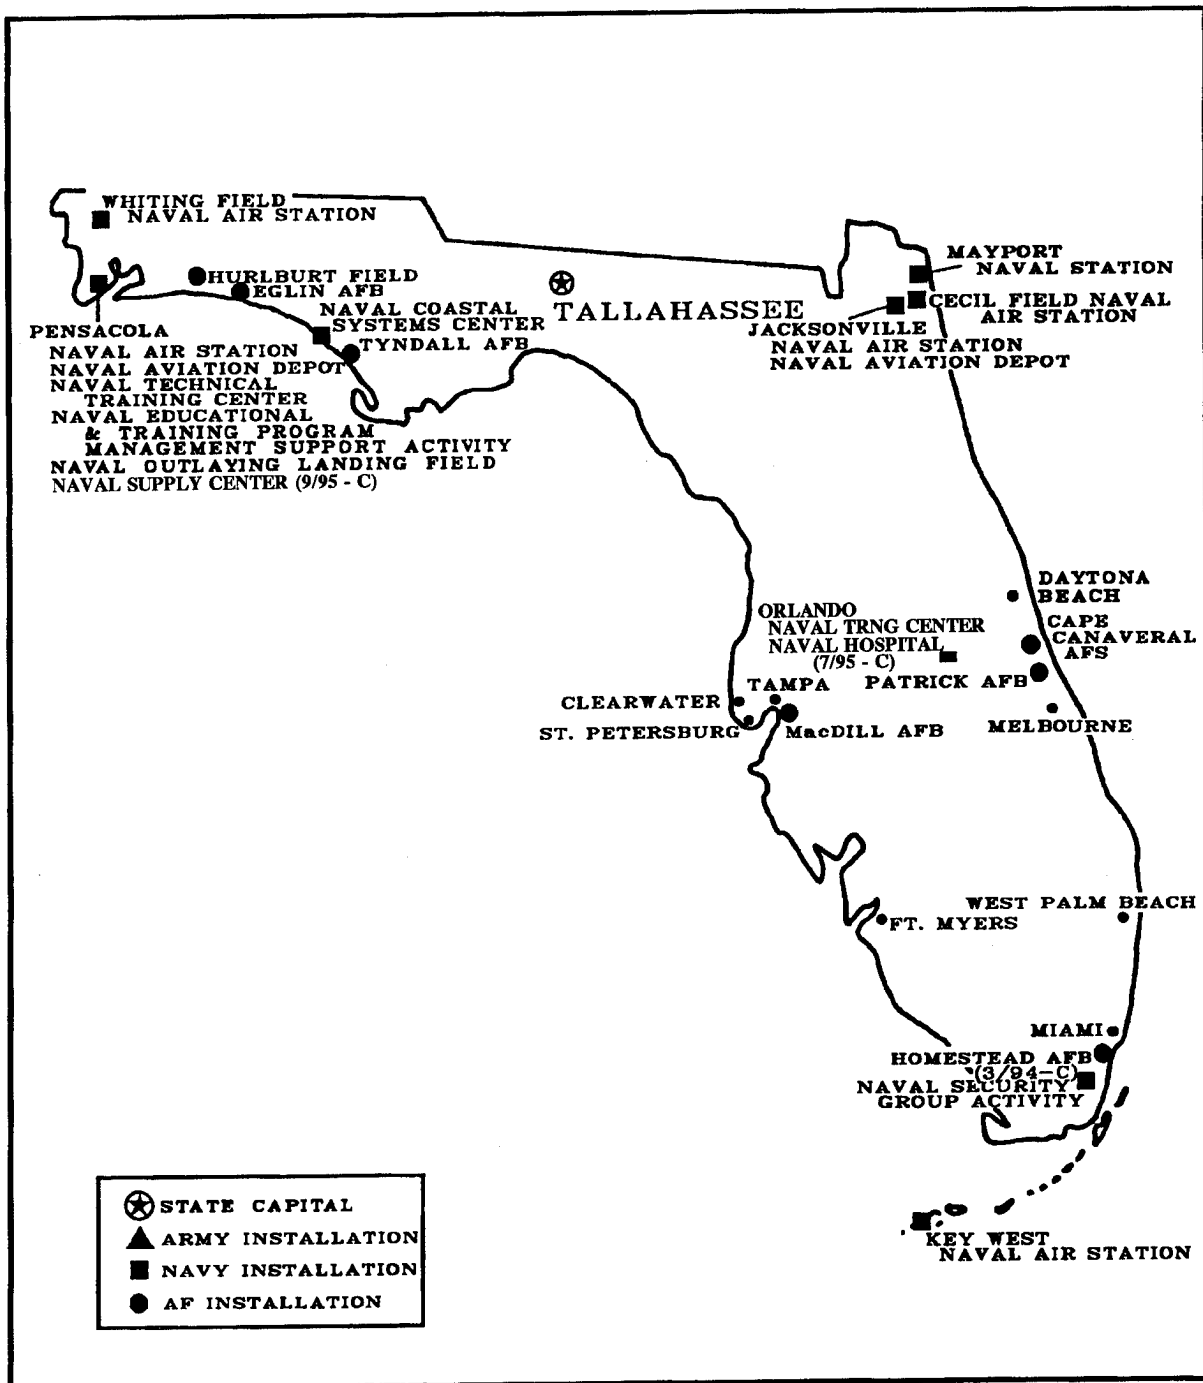 WHITING FIELD
NAVAL AIR STATION
HURLBURT FIELD
EGLIN AFB
NAVAL COASTAL
SYSTEMS CENTER
TYNDALL AFB
PENSACOLA
NAVAL AIR STATION
NAVAL AVIATION DEPOT
NAVAL TECHNICAL
TRAINING CENTER
NAVAL EDUCATIONAL
& TRAINING PROGRAM
MANAGEMENT SUPPORT ACTIVITY
NAVAL OUTLAYING LANDING FIELD
NAVAL SUPPLY CENTER (9/95 - C)
TALLAHASSEE
MAYPORT
NAVAL STATION
CECIL FIELD NAVAL
AIR STATION
JACKSONVILLE
NAVAL AIR STATION
NAVAL AVIATION DEPOT
DAYTONA
BEACH
CAPE
CANAVERAL
AFS
ORLANDO
NAVAL TRNG CENTER
NAVAL HOSPITAL
(7/95 - C)
PATRICK AFB
MELBOURNE
CLEARWATER
TAMPA
ST. PETERSBURG
MacDILL AFB
WEST PALM BEACH
FT. MYERS
MIAMI
HOMESTEAD AFB
(3/94-C)
NAVAL SECURITY
GROUP ACTIVITY
KEY WEST
NAVAL AIR STATION
STATE CAPITAL
ARMY INSTALLATION
NAVY INSTALLATION
AF INSTALLATION